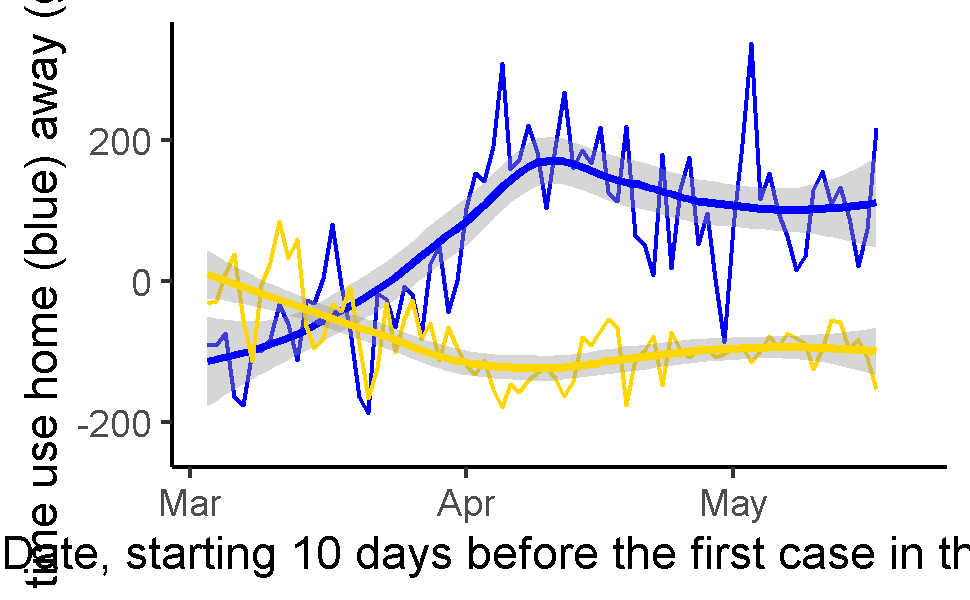 time use home (blue) away (
200
0
-200
Mar Apr May
Date, starting 10 days before the first case in th